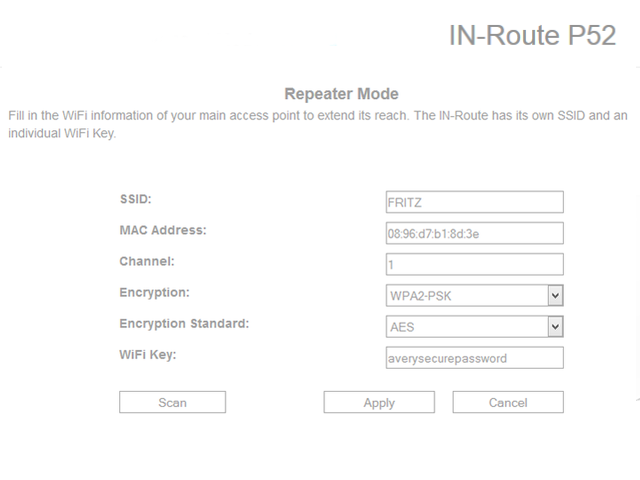 IN-Route P52
Repeater Mode
Fill in the WiFi information of your main access point to extend its reach. The IN-Route has its own SSID and an
individual WiFi Key.
SSID: FRITZ
MAC Address: 08:96:d7:b1:8d:3e
Channel: 1
Encryption: WPA2-PSK
Encryption Standard: AES
WiFi Key: averysecurepassword
Scan Apply Cancel